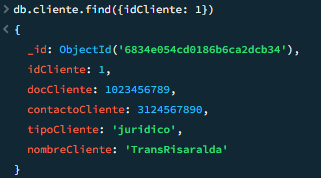 > db.cliente.find({idCliente: 1})
< {
_id: ObjectId('6834e054cd0186b6ca2dcb34'),
idCliente: 1,
docCliente: 1023456789,
contactoCliente: 3124567890,
tipoCliente: 'juridico',
nombreCliente: 'TransRisaralda'
}